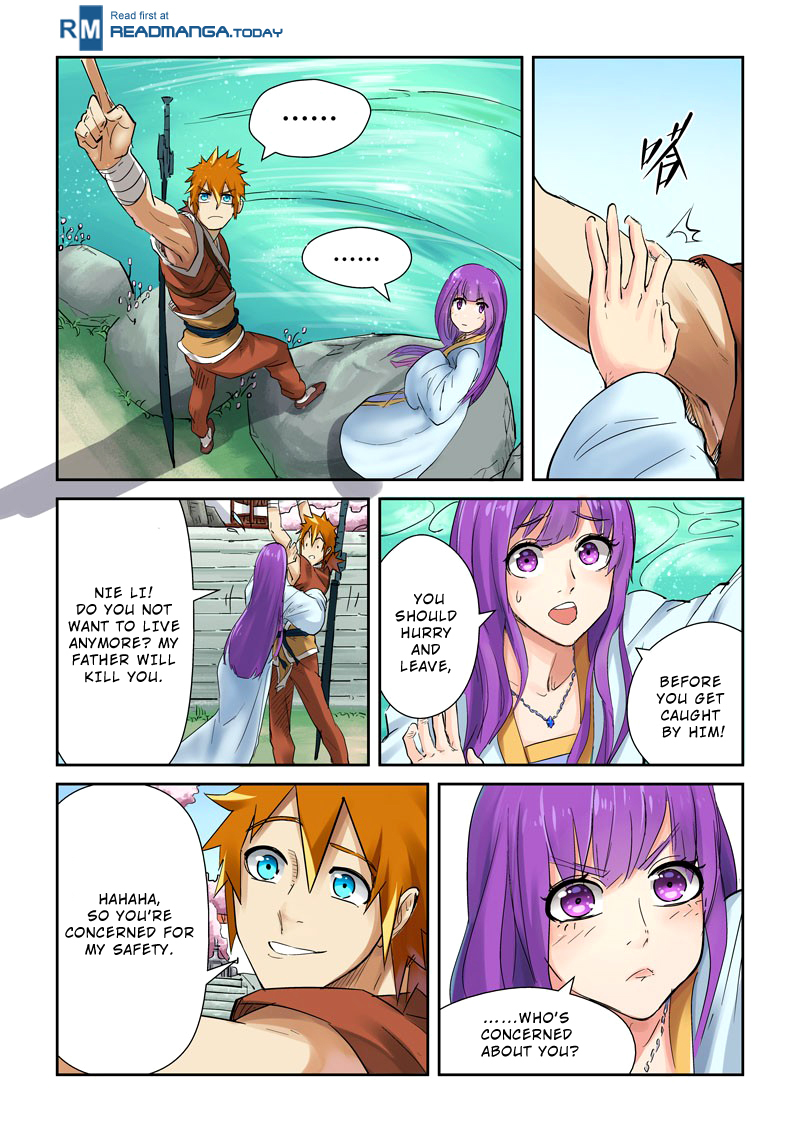 RM
Read first at
READMANGA.TODAY
......
......
嗒
NIE LI!
DO YOU NOT
WANT TO LIVE
ANYMORE? MY
FATHER WILL
KILL YOU.
YOU
SHOULD
HURRY
AND
LEAVE,
BEFORE
YOU GET
CAUGHT
BY HIM!
HAHAHA,
SO YOU'RE
CONCERNED FOR
MY SAFETY.
......WHO'S
CONCERNED
ABOUT YOU?